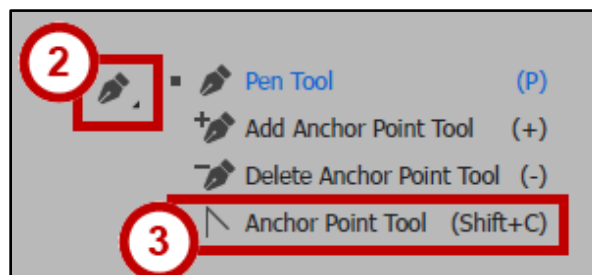 2
Pen Tool (P)
Add Anchor Point Tool (+)
Delete Anchor Point Tool (-)
Anchor Point Tool (Shift+C)
3